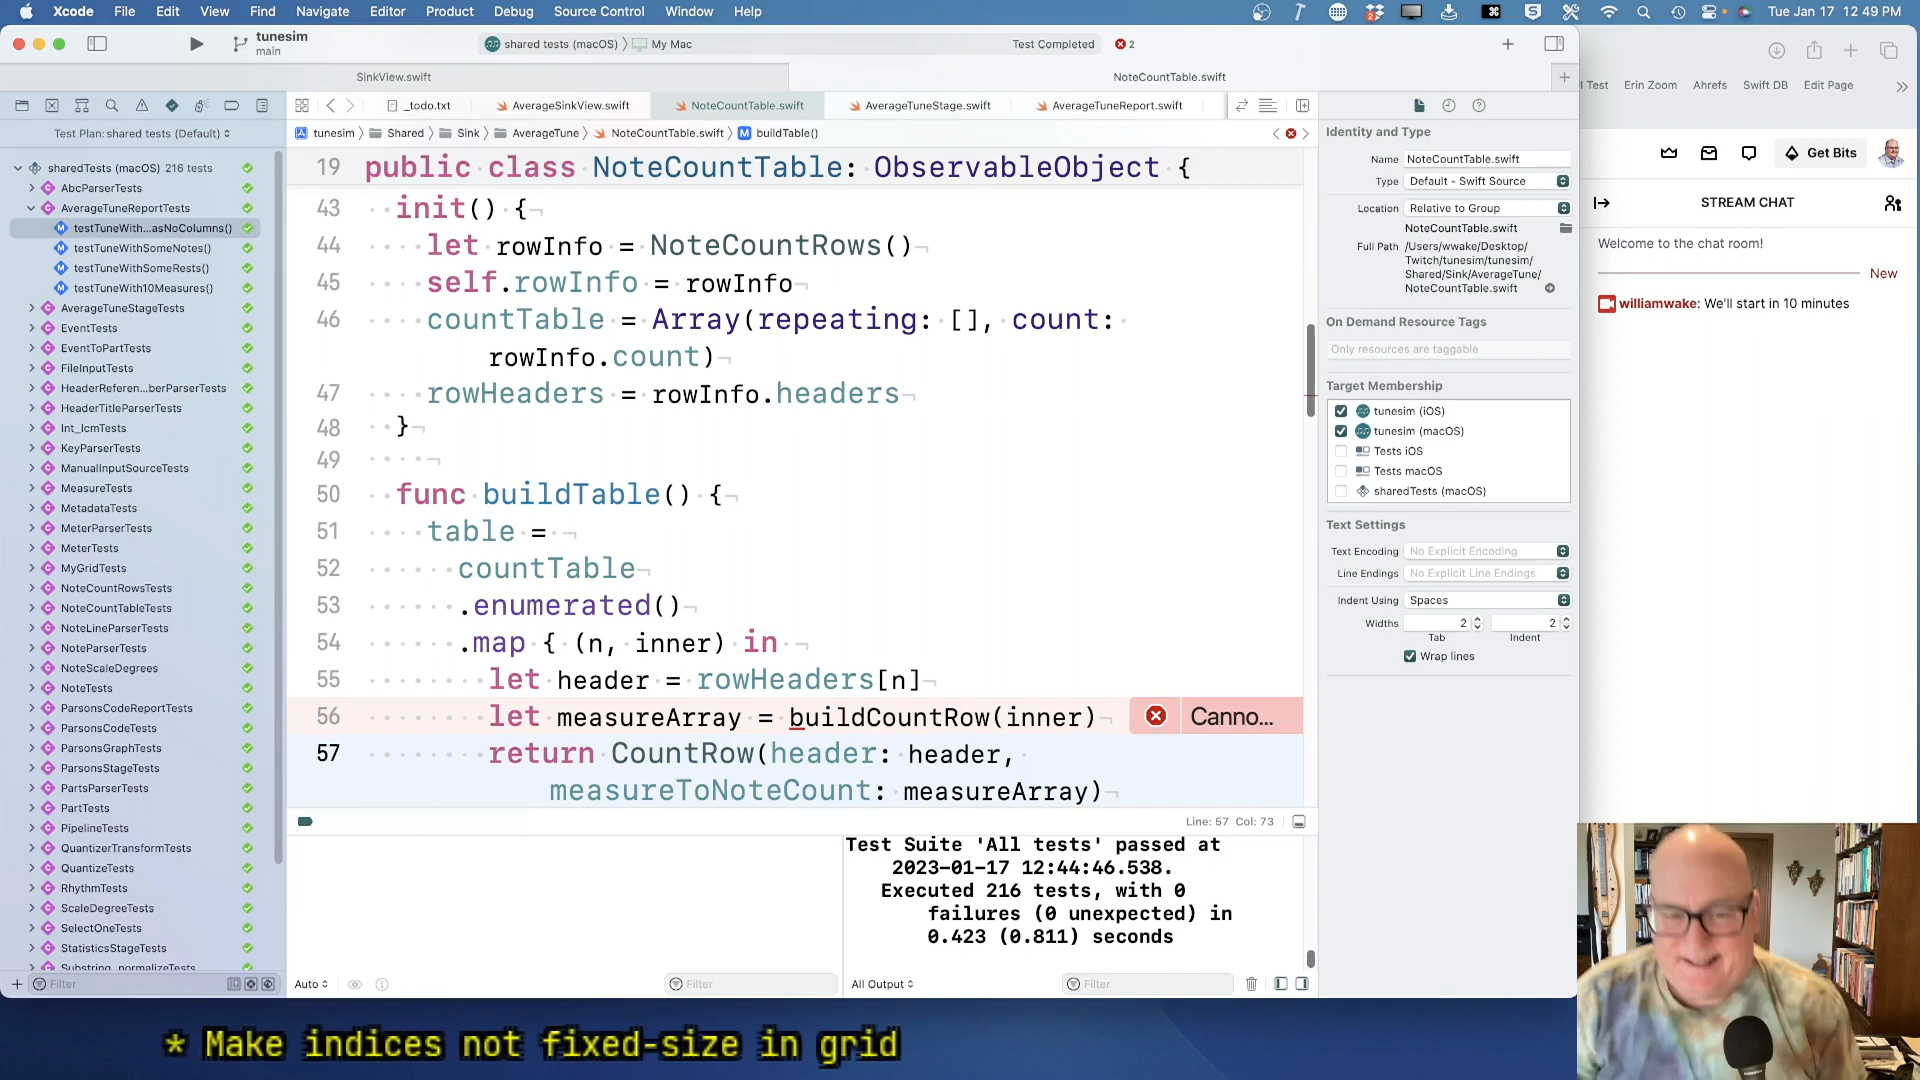 Xcode File Edit View Find Navigate Editor Product Debug Source Control Window Help
Tue Jan 17 12:49 PM
tunesim
main
shared tests (macOS) My Mac
Test Completed 2
SinkView.swift
NoteCountTable.swift
_todo.txt AverageSinkView.swift NoteCountTable.swift AverageTuneStage.swift AverageTuneReport.swift
tunesim Shared Sink AverageTune NoteCountTable.swift buildTable()
Test Plan: shared tests (Default)
sharedTests (macOS) 216 tests
AbcParserTests
AverageTuneReportTests
testTuneWith...asNoColumns()
testTuneWithSomeNotes()
testTuneWithSomeRests()
testTuneWith10Measures()
AverageTuneStageTests
EventTests
EventToPartTests
FileInputTests
HeaderReferen...berParserTests
HeaderTitleParserTests
Int_lcmTests
KeyParserTests
ManualInputSourceTests
MeasureTests
MetadataTests
MeterParserTests
MeterTests
MyGridTests
NoteCountRowsTests
NoteCountTableTests
NoteLineParserTests
NoteParserTests
NoteScaleDegrees
NoteTests
ParsonsCodeReportTests
ParsonsCodeTests
ParsonsGraphTests
ParsonsStageTests
PartsParserTests
PartTests
PipelineTests
QuantizerTransformTests
QuantizeTests
RhythmTests
ScaleDegreeTests
SelectOneTests
StatisticsStageTests
Substring_normalizeTests
Filter
19 public class NoteCountTable: ObservableObject {
43 init() {
44 let rowInfo = NoteCountRows()
45 self.rowInfo = rowInfo
46 countTable = Array(repeating: [], count:
rowInfo.count)
47 rowHeaders = rowInfo.headers
48 }
49
50 func buildTable() {
51 table =
52 countTable
53 .enumerated()
54 .map { (n, inner) in
55 let header = rowHeaders[n]
56 let measureArray = buildCountRow(inner) Canno...
57 return CountRow(header: header,
measureToNoteCount: measureArray)
Line: 57 Col: 73
Test Suite 'All tests' passed at
2023-01-17 12:44:46.538.
Executed 216 tests, with 0
failures (0 unexpected) in
0.423 (0.811) seconds
Auto
Filter
All Output
Filter
Identity and Type
Name NoteCountTable.swift
Type Default - Swift Source
Location Relative to Group
NoteCountTable.swift
Full Path /Users/wwake/Desktop/
Twitch/tunesim/tunesim/
Shared/Sink/AverageTune/
NoteCountTable.swift
On Demand Resource Tags
Only resources are taggable
Target Membership
tunesim (iOS)
tunesim (macOS)
Tests iOS
Tests macOS
sharedTests (macOS)
Text Settings
Text Encoding No Explicit Encoding
Line Endings No Explicit Line Endings
Indent Using Spaces
Widths 2 2
Tab Indent
Wrap lines
l Test Erin Zoom Ahrefs Swift DB Edit Page
Get Bits
STREAM CHAT
Welcome to the chat room!
New
williamwake: We'll start in 10 minutes
* Make indices not fixed-size in grid